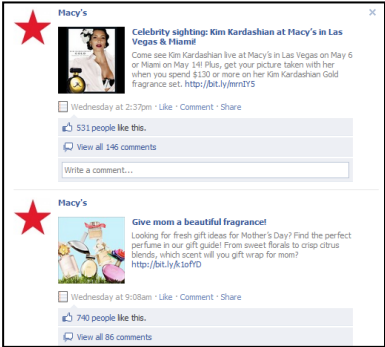 Macy's
Celebrity sighting: Kim Kardashian at Macy's in Las
Vegas & Miami!
Come see Kim Kardashian live at Macy's in Las Vegas on May 6
or Miami on May 14! Plus, get your picture taken with her
when you spend $130 or more on her Kim Kardashian Gold
fragrance set. http://bit.ly/mrnIY5
Wednesday at 2:37pm · Like · Comment · Share
531 people like this.
View all 146 comments
Write a comment...
Macy's
Give mom a beautiful fragrance!
Looking for fresh gift ideas for Mother's Day? Find the perfect
perfume in our gift guide! From sweet florals to crisp citrus
blends, which scent will you gift wrap for mom?
http://bit.ly/k1ofYD
Wednesday at 9:08am · Like · Comment · Share
740 people like this.
View all 86 comments